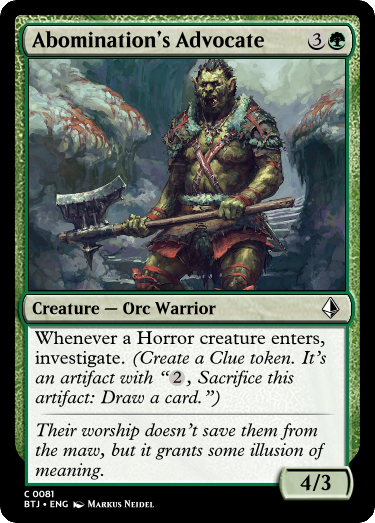 Abomination's Advocate 3
Creature — Orc Warrior
Whenever a Horror creature enters,
investigate. (Create a Clue token. It's
an artifact with “2, Sacrifice this
artifact: Draw a card.”)
Their worship doesn't save them from
the maw, but it grants some illusion of
meaning.
4/3
C 0081
BTJ • ENG Markus Neidel